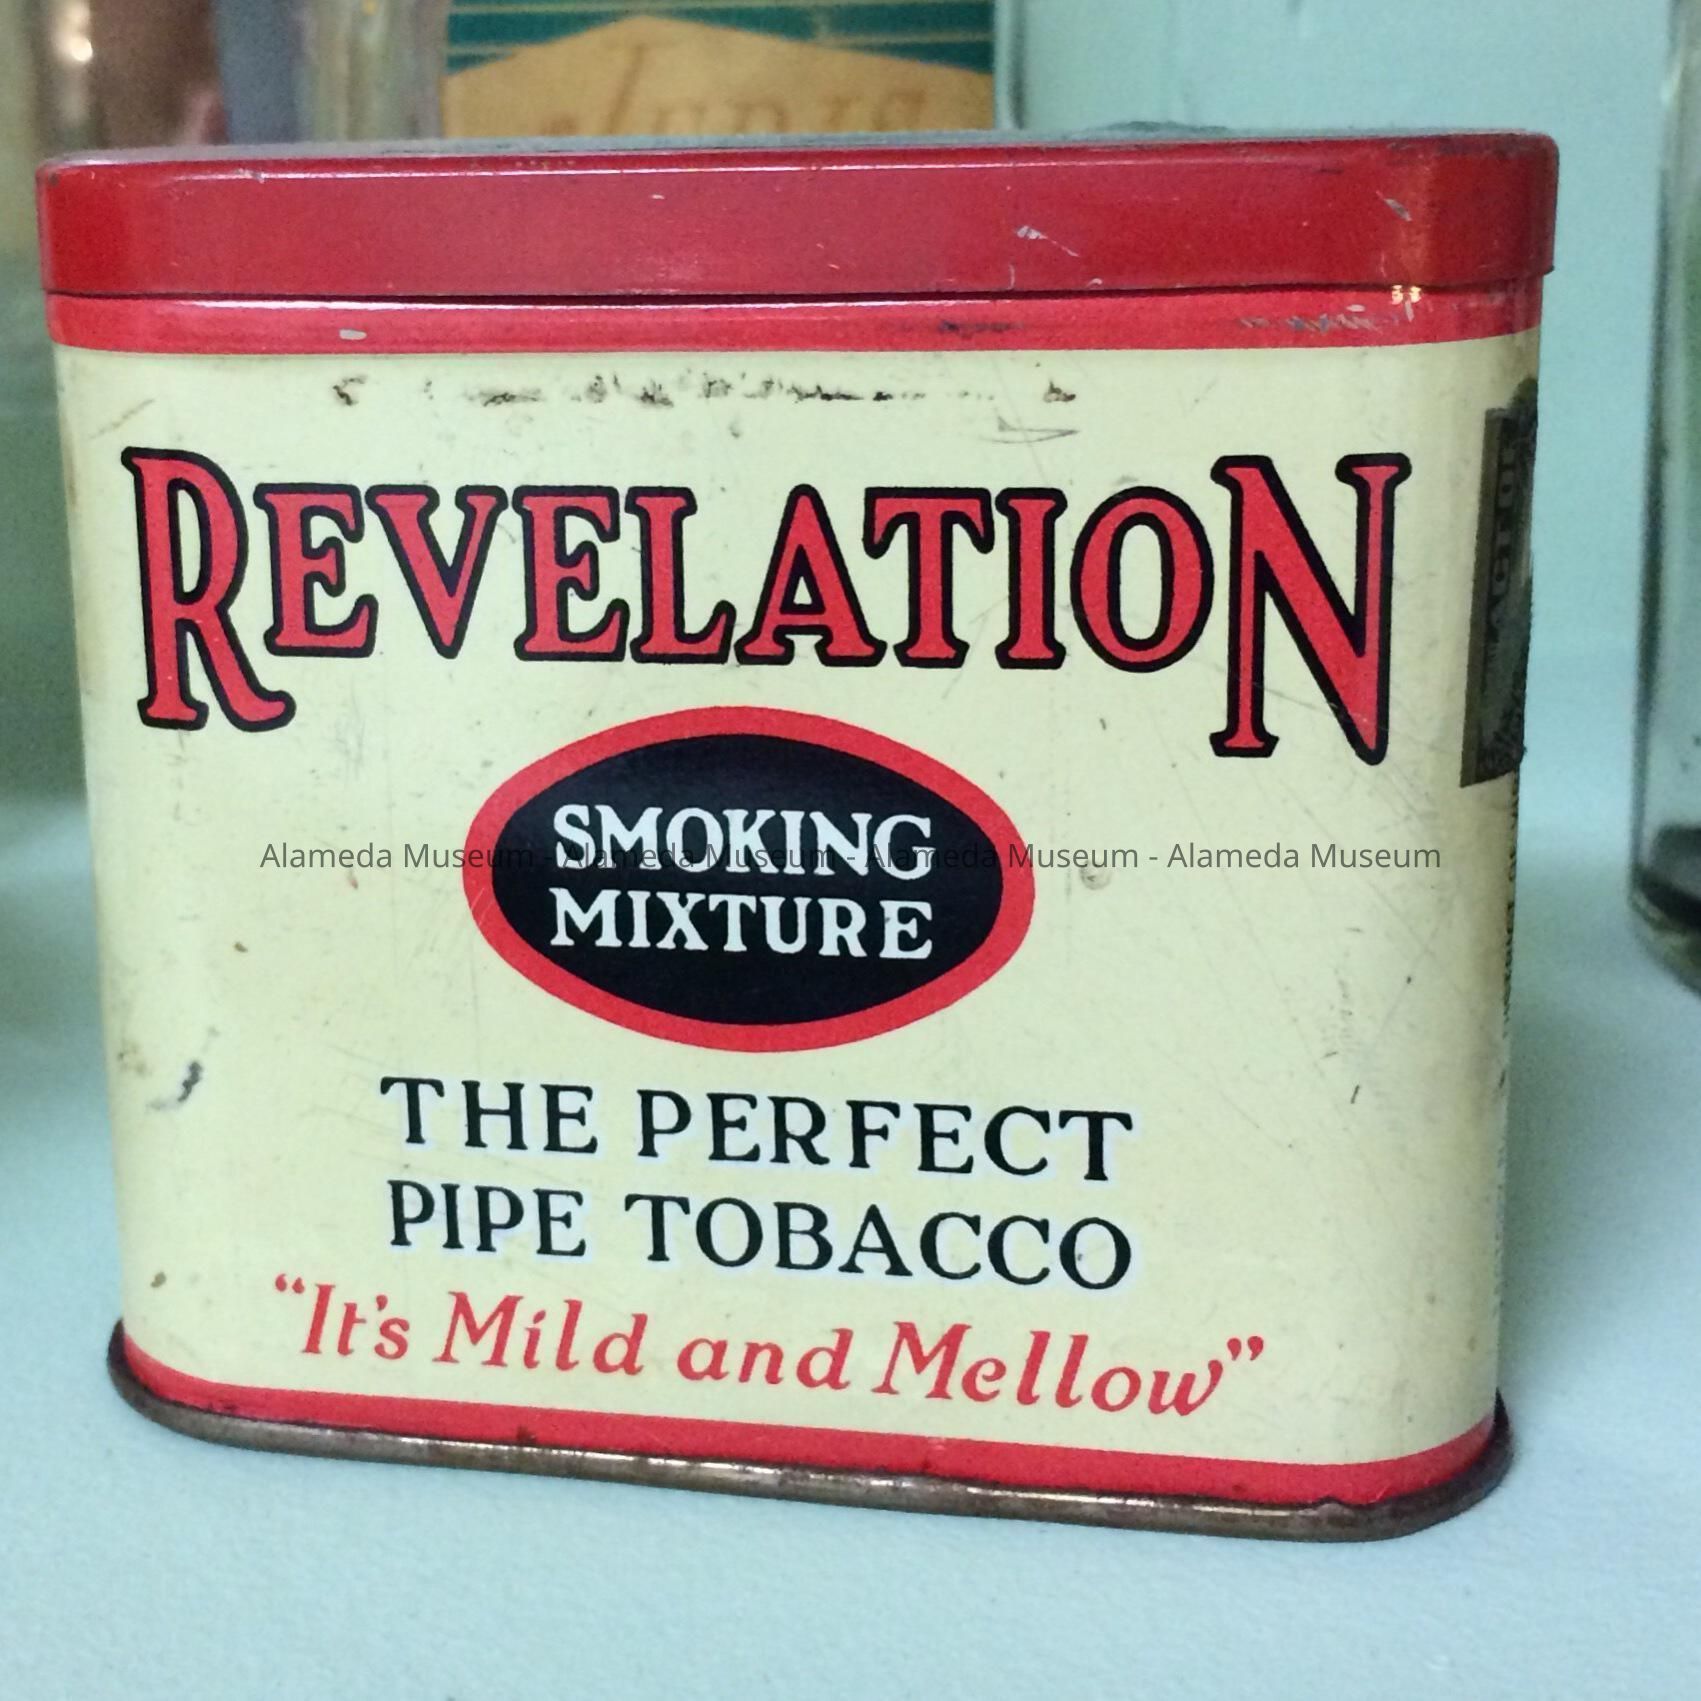 REVELATION
SMOKING
MIXTURE
Alameda Museum - Alameda Museum - Alameda Museum - Alameda Museum
THE PERFECT
PIPE TOBACCO
"It's Mild and Mellow"